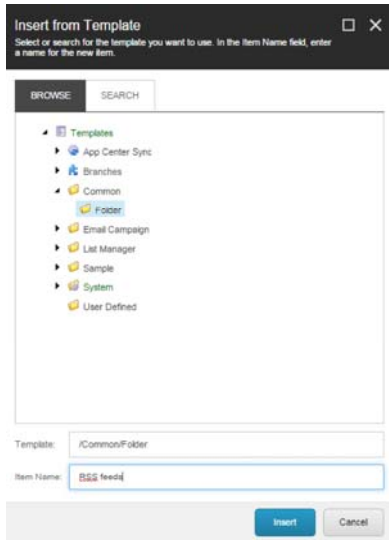 Insert from Template
Select or search for the template you want to use. In the Item Name field, enter
a name for the new item.
BROWSE SEARCH
Templates
App Center Sync
Branches
Common
Folder
Email Campaign
List Manager
Sample
System
User Defined
Template: /Common/Folder
Item Name: RSS feeds
Insert Cancel